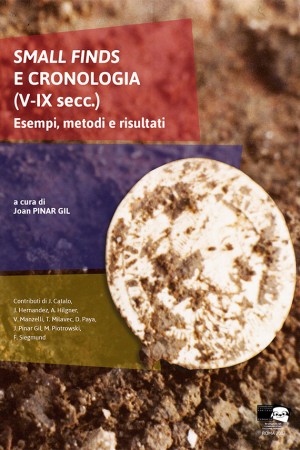 SMALL FINDS
E CRONOLOGIA
(V-IX secc.)
Esempi, metodi e risultati
a cura di
Joan PINAR GIL
Contributi di J. Catalo,
J. Hernandez, A. Hilgner,
V. Manzelli, T. Milavec, D. Paya,
J. Pinar Gil, M. Piotrowski,
F. Siegmund